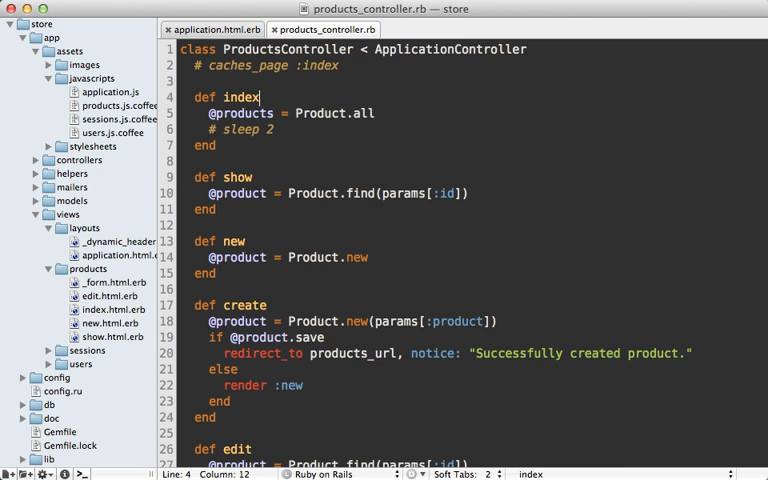 products_controller.rb — store
store
app
assets
images
javascripts
application.js
products.js.coffee
sessions.js.coffee
users.js.coffee
stylesheets
controllers
helpers
mailers
models
views
layouts
_dynamic_header
application.html.e
products
_form.html.erb
edit.html.erb
index.html.erb
new.html.erb
show.html.erb
sessions
users
config
config.ru
db
doc
Gemfile
Gemfile.lock
lib
application.html.erb
products_controller.rb
1 class ProductsController < ApplicationController
2 # caches_page :index
3
4 def index
5 @products = Product.all
6 # sleep 2
7 end
8
9 def show
10 @product = Product.find(params[:id])
11 end
12
13 def new
14 @product = Product.new
15 end
16
17 def create
18 @product = Product.new(params[:product])
19 if @product.save
20 redirect_to products_url, notice: "Successfully created product."
21 else
22 render :new
23 end
24 end
25
26 def edit
27 @product = Product.find(params[:id])
Line: 4 Column: 12 Ruby on Rails Soft Tabs: 2 index